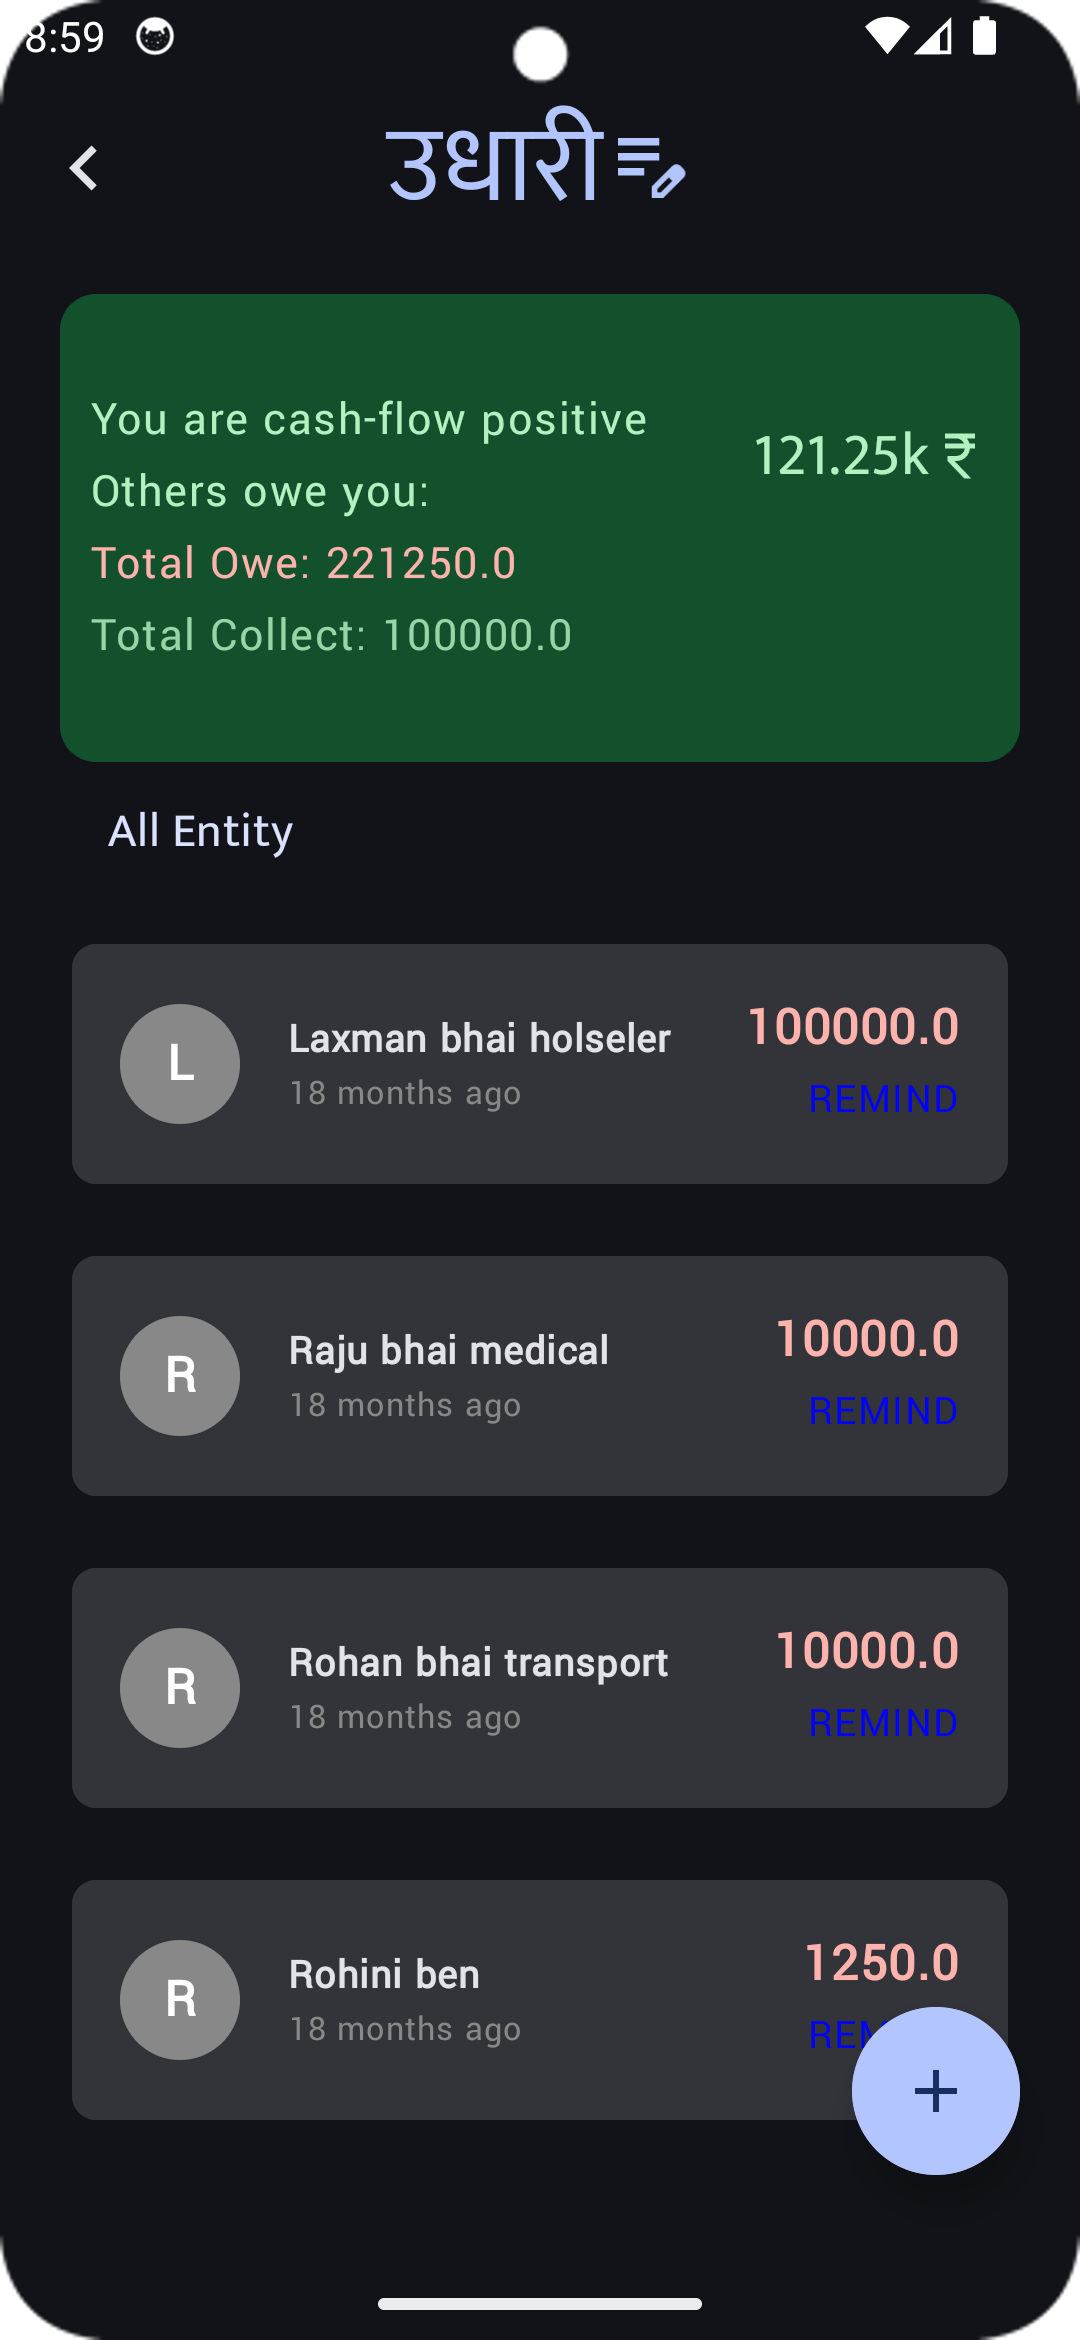 8:59
उधारी
You are cash-flow positive
121.25k ₹
Others owe you:
Total Owe: 221250.0
Total Collect: 100000.0
All Entity
L
Laxman bhai holseler
100000.0
18 months ago
REMIND
R
Raju bhai medical
10000.0
18 months ago
REMIND
R
Rohan bhai transport
10000.0
18 months ago
REMIND
R
Rohini ben
1250.0
18 months ago